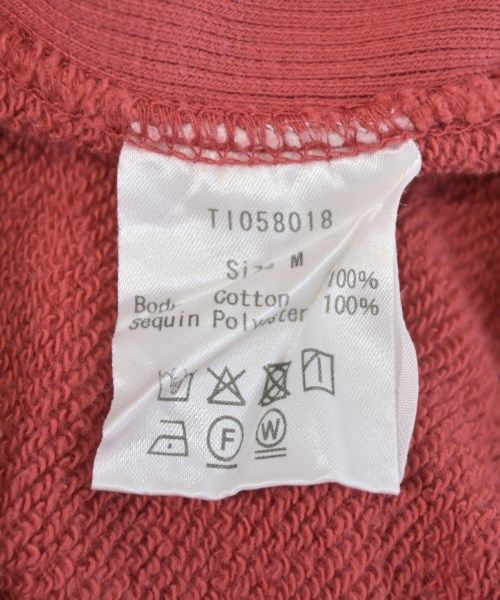 TI058018
Size M
Body Cotton 100%
Sequin Polyester 100%
F W